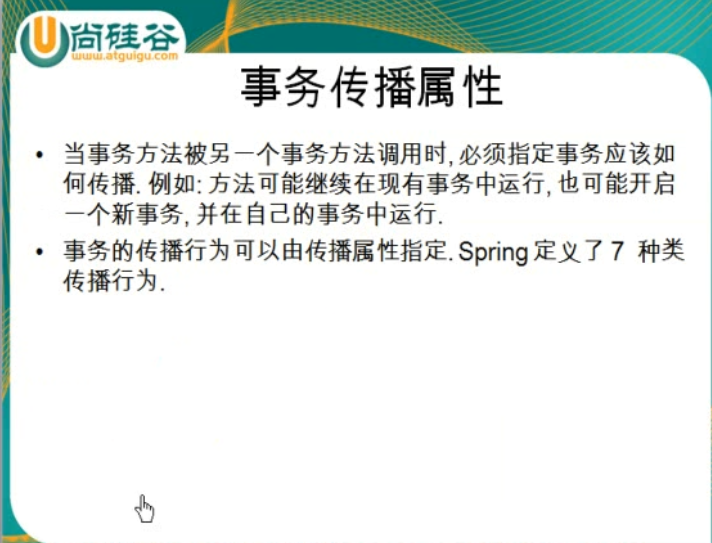 尚硅谷
www.atguigu.com
事务传播属性
• 当事务方法被另一个事务方法调用时, 必须指定事务应该如
何传播. 例如: 方法可能继续在现有事务中运行, 也可能开启
一个新事务, 并在自己的事务中运行.
• 事务的传播行为可以由传播属性指定. Spring 定义了 7 种类
传播行为.